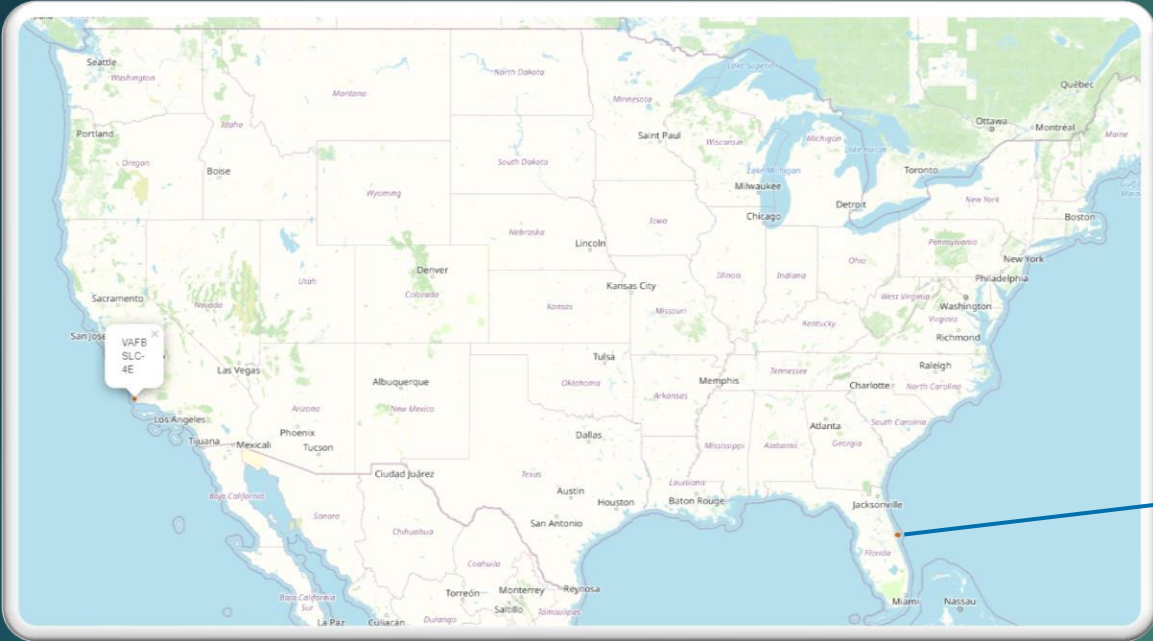 Québec
Seattle
Washington
North Dakota
Lake Superior
Montana
Minnesota
Ottawa
Montréal
Portland
Idaho
Saint Paul
Wisconsin
Michigan
Lake Huron
Maine
Oregon
Boise
South Dakota
Lake Michigan
Toronto
Wyoming
Milwaukee
New York
Detroit
Chicago
Boston
Iowa
Nebraska
Lincoln
Pennsylvania
New York
Denver
Ohio
Utah
Colorado
Kansas City
Illinois
Indiana
Philadelphia
Sacramento
Nevada
Kansas
Missouri
West Virginia
Washington
Virginia
Kentucky
Richmond
San Jose
VAFB
SLC-
4E
×
Las Vegas
Tulsa
Raleigh
Albuquerque
Oklahoma
Memphis
Tennessee
Charlotte
North Carolina
Arizona
New Mexico
Arkansas
Los Angeles
South Carolina
Phoenix
Atlanta
Tijuana
Mexicali
Tucson
Dallas
Mississippi
Alabama
Georgia
Ciudad Juárez
Texas
Louisiana
Baja California
Austin
Houston
Baton Rouge
Jacksonville
Sonora
Chihuahua
San Antonio
Florida
Coahuila
Baja California
Sur
Torreón
Monterrey
Reynosa
Miami
Nassau
Saltillo
Tamaulipas
La Paz
Culiacán
Durango